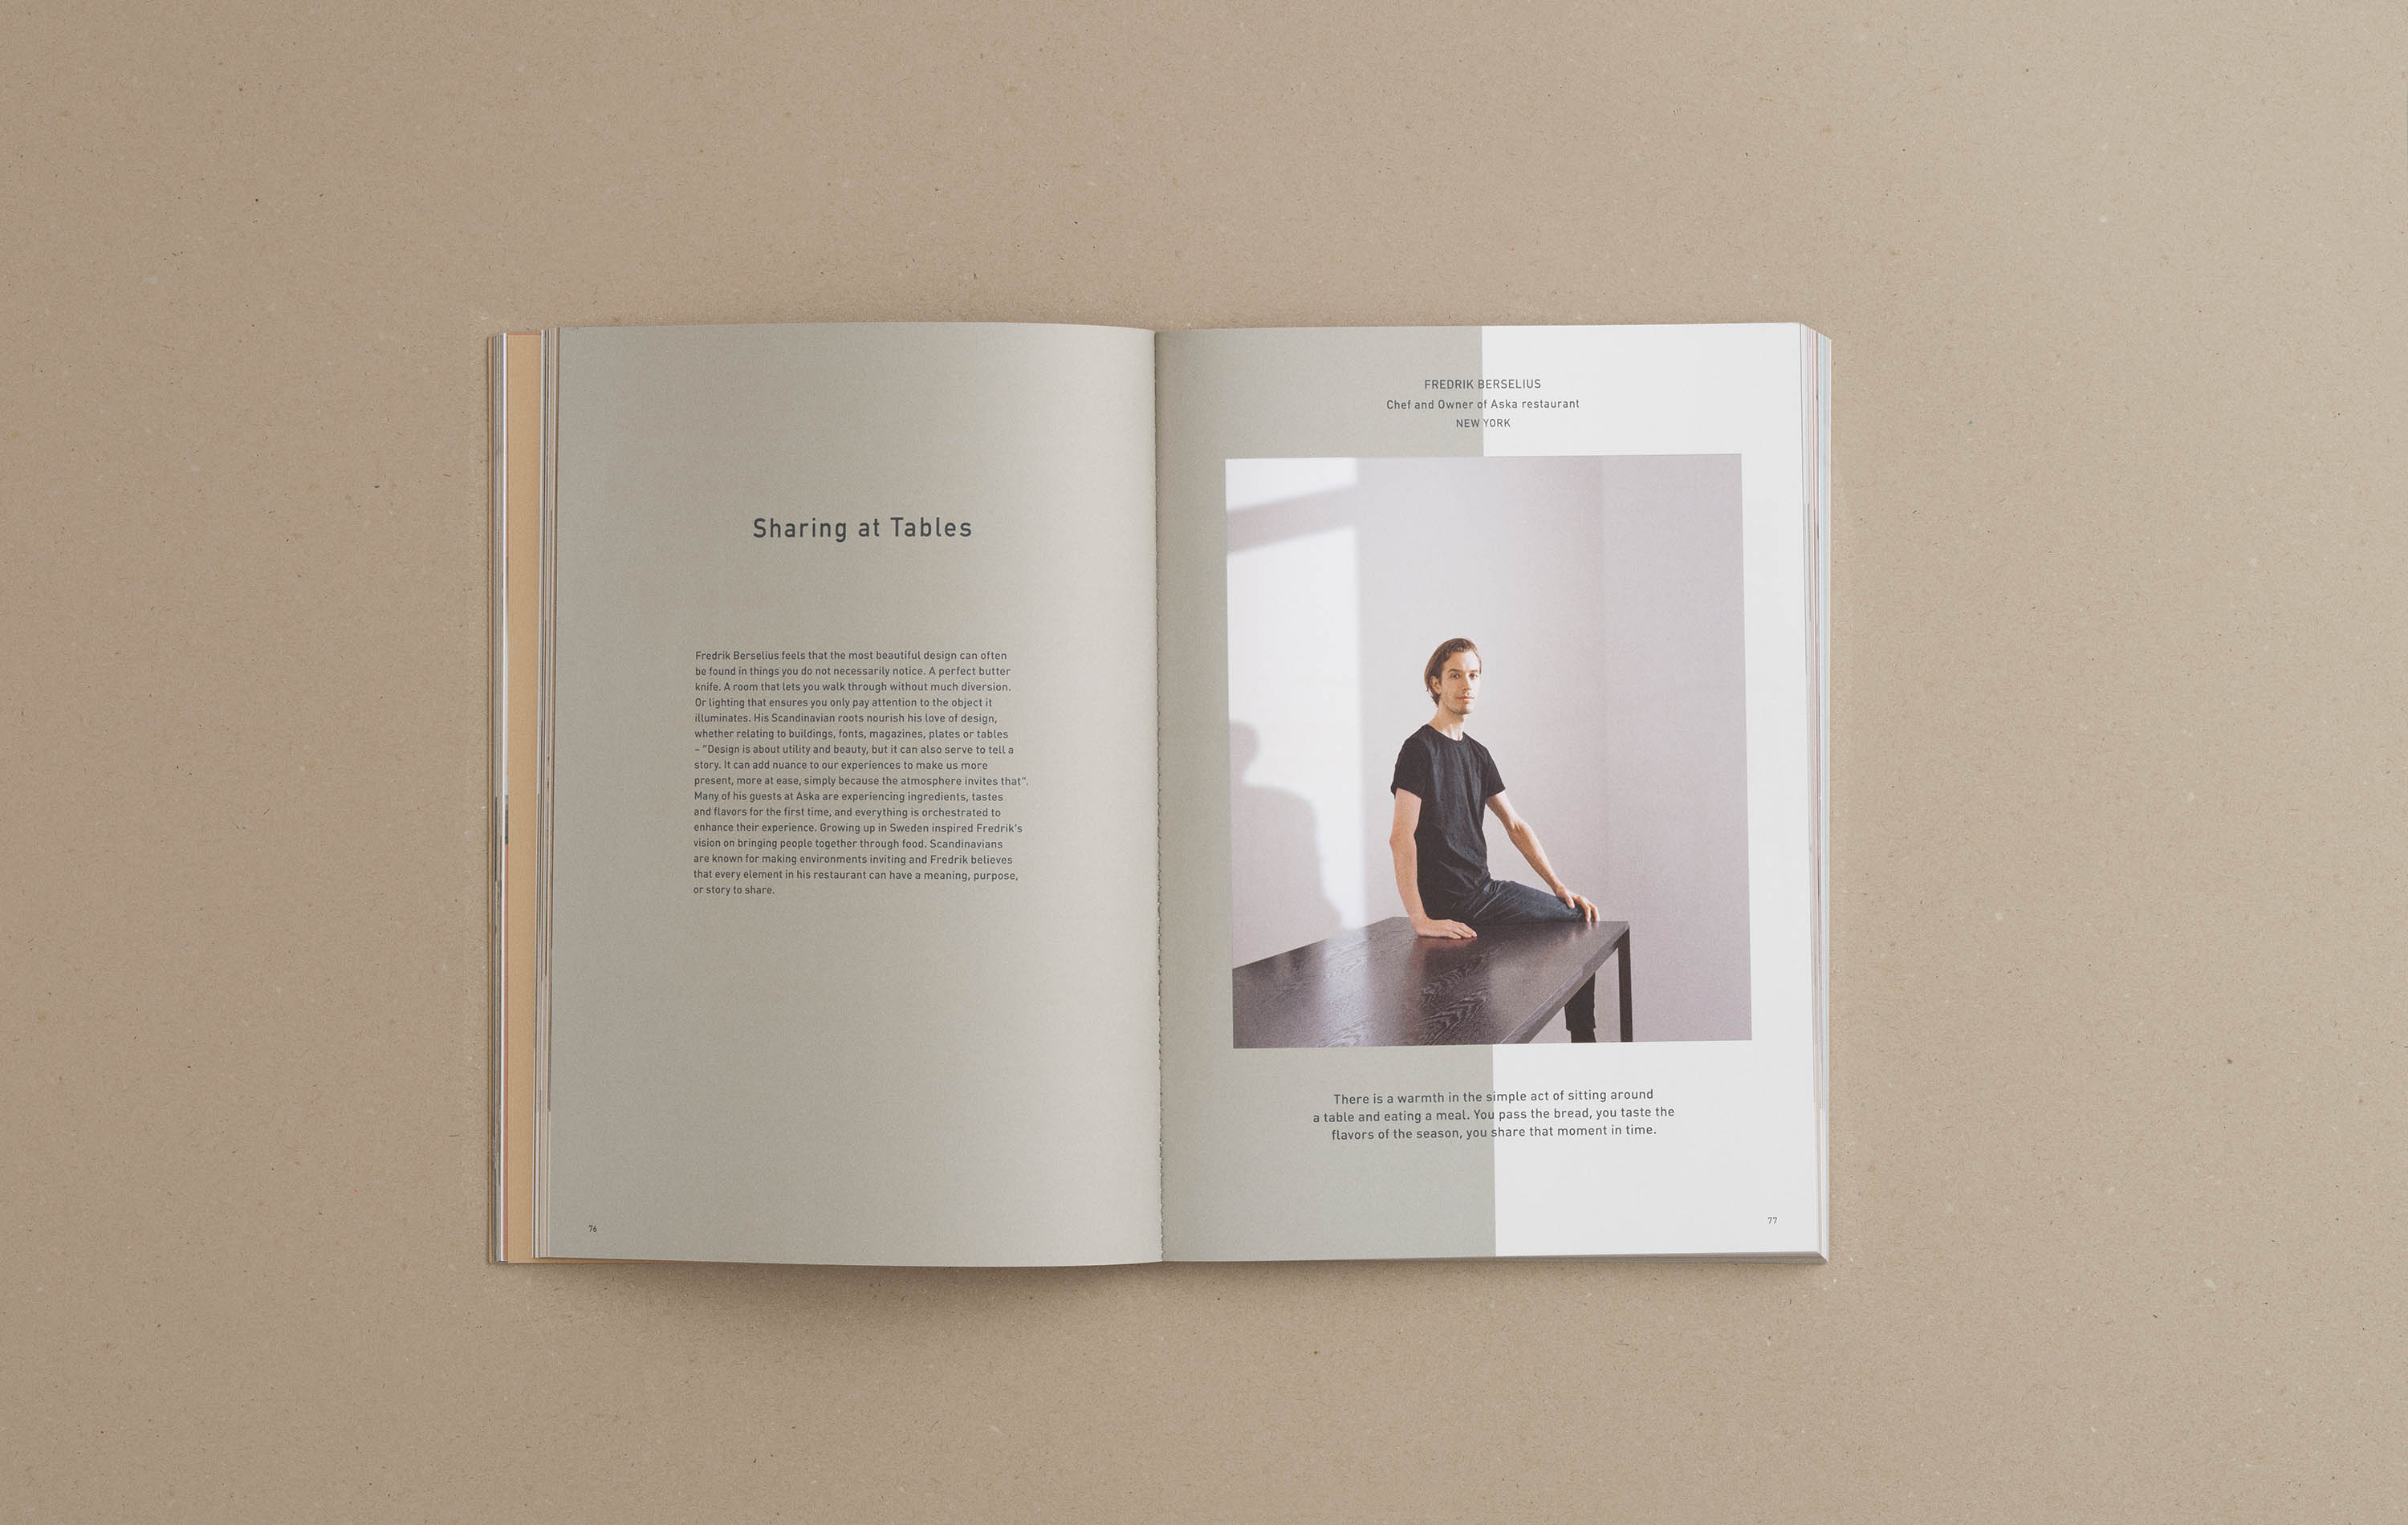 Sharing at Tables
Fredrik Berselius feels that the most beautiful design can often
be found in things you do not necessarily notice. A perfect butter
knife. A room that lets you walk through without much diversion.
Or lighting that ensures you only pay attention to the object it
illuminates. His Scandinavian roots nourish his love of design,
whether relating to buildings, fonts, magazines, plates or tables
– "Design is about utility and beauty, but it can also serve to tell a
story. It can add nuance to our experiences to make us more
present, more at ease, simply because the atmosphere invites that".
Many of his guests at Aska are experiencing ingredients, tastes
and flavors for the first time, and everything is orchestrated to
enhance their experience. Growing up in Sweden inspired Fredrik's
vision on bringing people together through food. Scandinavians
are known for making environments inviting and Fredrik believes
that every element in his restaurant can have a meaning, purpose,
or story to share.
76
FREDRIK BERSELIUS
Chef and Owner of Aska restaurant
NEW YORK
There is a warmth in the simple act of sitting around
a table and eating a meal. You pass the bread, you taste the
flavors of the season, you share that moment in time.
77